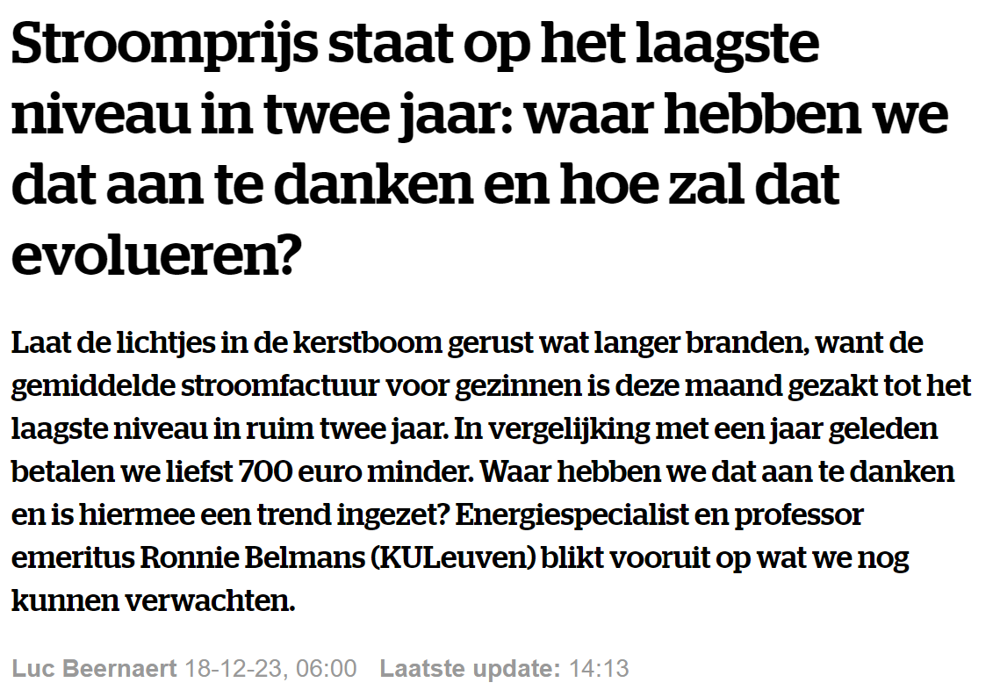 Stroomprijs staat op het laagste
niveau in twee jaar: waar hebben we
dat aan te danken en hoe zal dat
evolueren?
Laat de lichtjes in de kerstboom gerust wat langer branden, want de
gemiddelde stroomfactuur voor gezinnen is deze maand gezakt tot het
laagste niveau in ruim twee jaar. In vergelijking met een jaar geleden
betalen we liefst 700 euro minder. Waar hebben we dat aan te danken
en is hiermee een trend ingezet? Energiespecialist en professor
emeritus Ronnie Belmans (KULeuven) blikt vooruit op wat we nog
kunnen verwachten.
Luc Beernaert 18-12-23, 06:00 Laatste update: 14:13